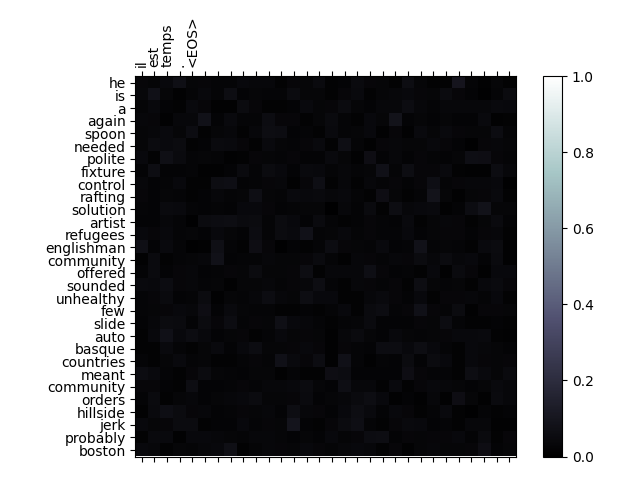 il
est
temps
.
<EOS>
he
is
a
again
spoon
needed
polite
fixture
control
rafting
solution
artist
refugees
englishman
community
offered
sounded
unhealthy
few
slide
auto
basque
countries
meant
community
orders
hillside
jerk
probably
boston
1.0
0.8
0.6
0.4
0.2
0.0